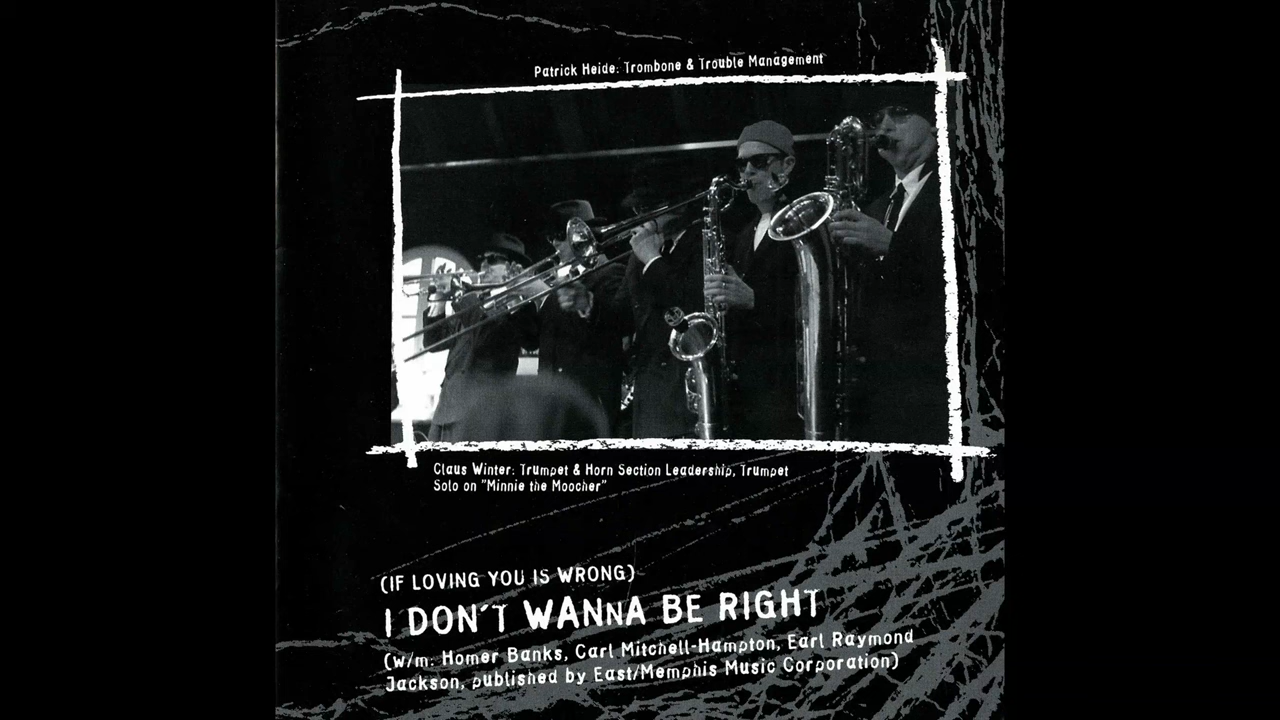 Patrick Heide: Trombone & Trouble Management
Claus Winter: Trumpet & Horn Section Leadership, Trumpet
Solo on "Minnie the Moocher"
(IF LOVING YOU IS WRONG)
I DON´T WANNA BE RIGHT
(w/m: Homer Banks, Carl Mitchell-Hampton, Earl Raymond
Jackson, published by East/Memphis Music Corporation)